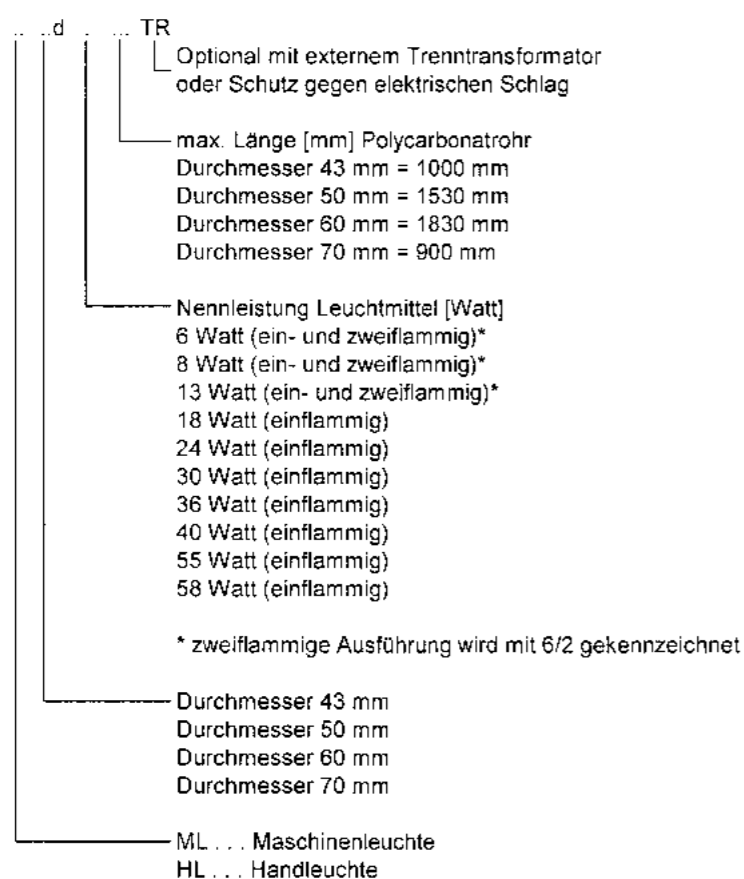 .. ..d . ... TR
Optional mit externem Trenntransformator
oder Schutz gegen elektrischen Schlag
max. Länge [mm] Polycarbonatrohr
Durchmesser 43 mm = 1000 mm
Durchmesser 50 mm = 1530 mm
Durchmesser 60 mm = 1830 mm
Durchmesser 70 mm = 900 mm
Nennleistung Leuchtmittel [Watt]
6 Watt (ein- und zweiflammig)*
8 Watt (ein- und zweiflammig)*
13 Watt (ein- und zweiflammig)*
18 Watt (einflammig)
24 Watt (einflammig)
30 Watt (einflammig)
36 Watt (einflammig)
40 Watt (einflammig)
55 Watt (einflammig)
58 Watt (einflammig)
* zweiflammige Ausführung wird mit 6/2 gekennzeichnet
Durchmesser 43 mm
Durchmesser 50 mm
Durchmesser 60 mm
Durchmesser 70 mm
ML . . . Maschinenleuchte
HL . . . Handleuchte